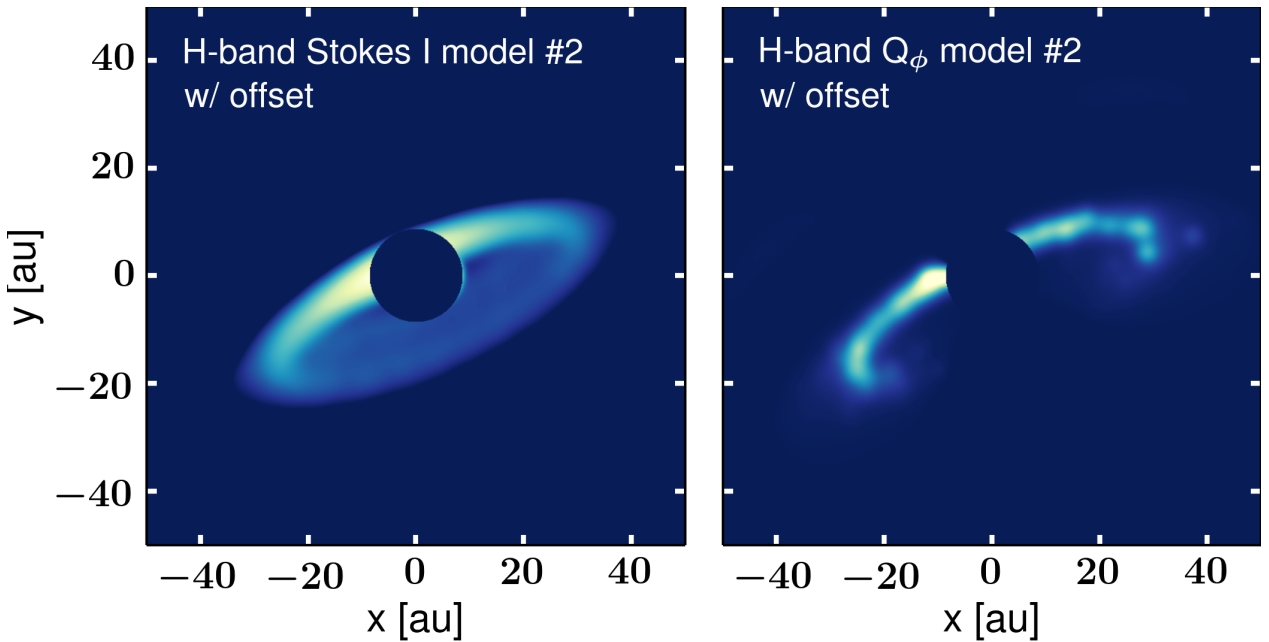 H-band Stokes I model #2
w/ offset
H-band Qϕ model #2
w/ offset
40
20
0
−20
−40
y [au]
−40 −20 0 20 40
x [au]
−40 −20 0 20 40
x [au]